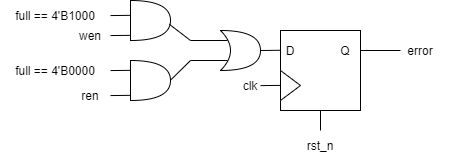 full == 4'B1000
wen
full == 4'B0000
ren
D
Q
error
clk
rst_n